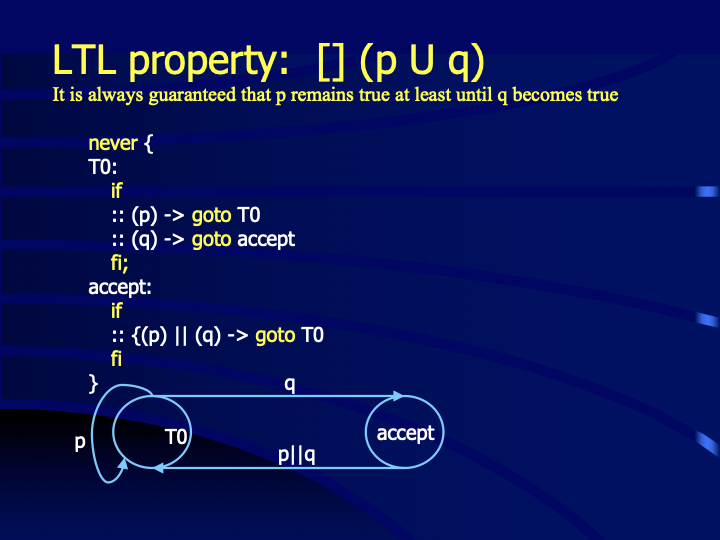 LTL property:  [] (p U q)
It is always guaranteed that p remains true at least until q becomes true
never {
T0:
if
:: (p) -> goto T0
:: (q) -> goto accept
fi;
accept:
if
:: {(p) || (q) -> goto T0
fi
}
q
p
T0
accept
p||q